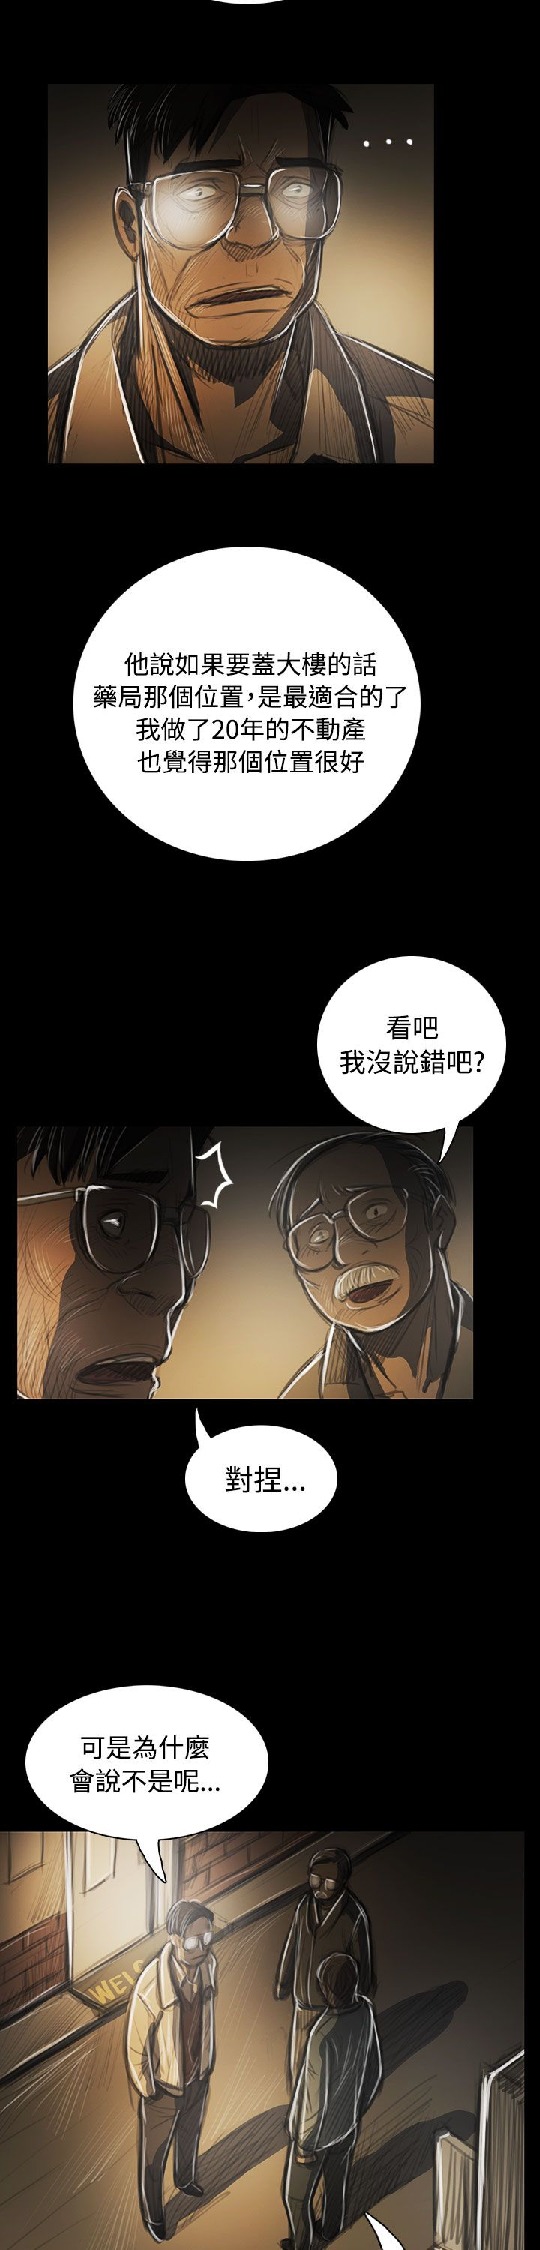 ...
他說如果要蓋大樓的話
藥局那個位置，是最適合的了
我做了20年的不動產
也覺得那個位置很好
看吧
我沒說錯吧?
對捏...
可是為什麼
會說不是呢...
WELC